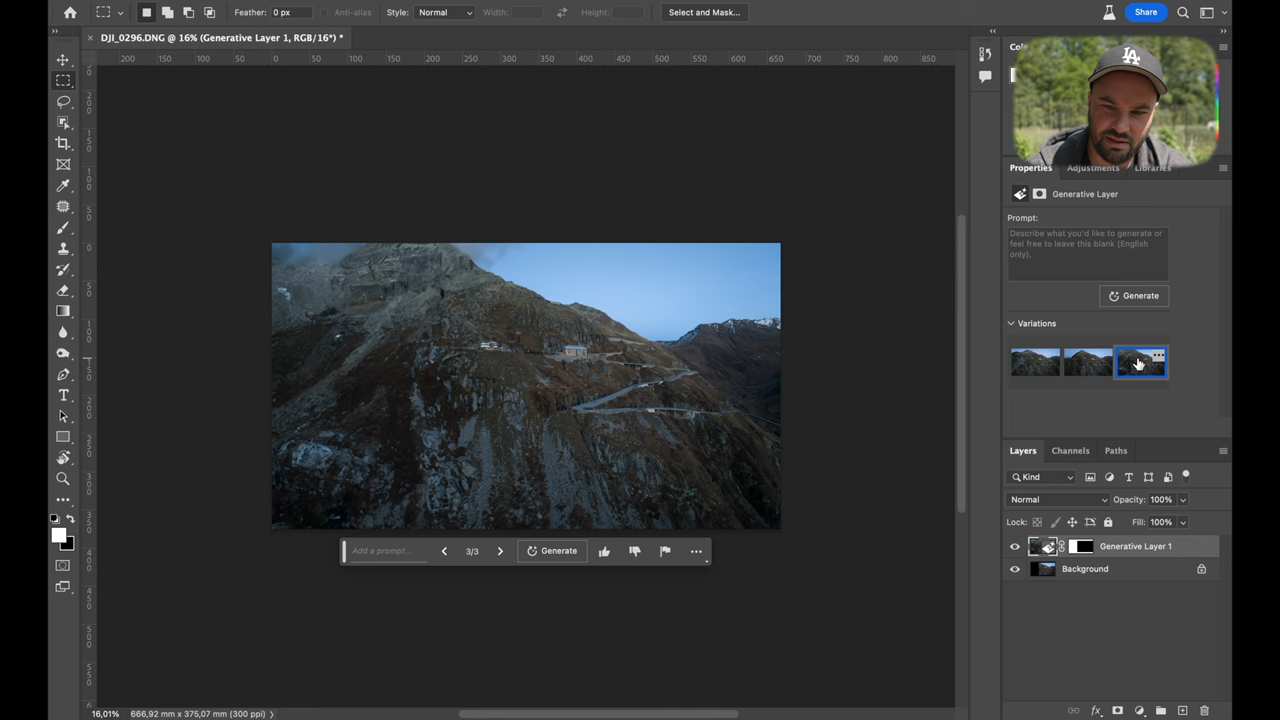 Feather: 0 px Anti-alias Style: Normal Width: Height: Select and Mask... Share
× DJI_0296.DNG @ 16% (Generative Layer 1, RGB/16*) *
200 150 100 50 0 50 100 150 200 250 300 350 400 450 500 550 600 650 700 750 800 850
LA
Properties Adjustments Libraries
Generative Layer
Prompt:
Describe what you'd like to generate or
feel free to leave this blank (English
only).
Generate
Variations
Add a prompt... 3/3 Generate
Layers Channels Paths
Kind
Normal Opacity: 100%
Lock: Fill: 100%
Generative Layer 1
Background
16,01% 666,92 mm x 375,07 mm (300 ppi)
fx